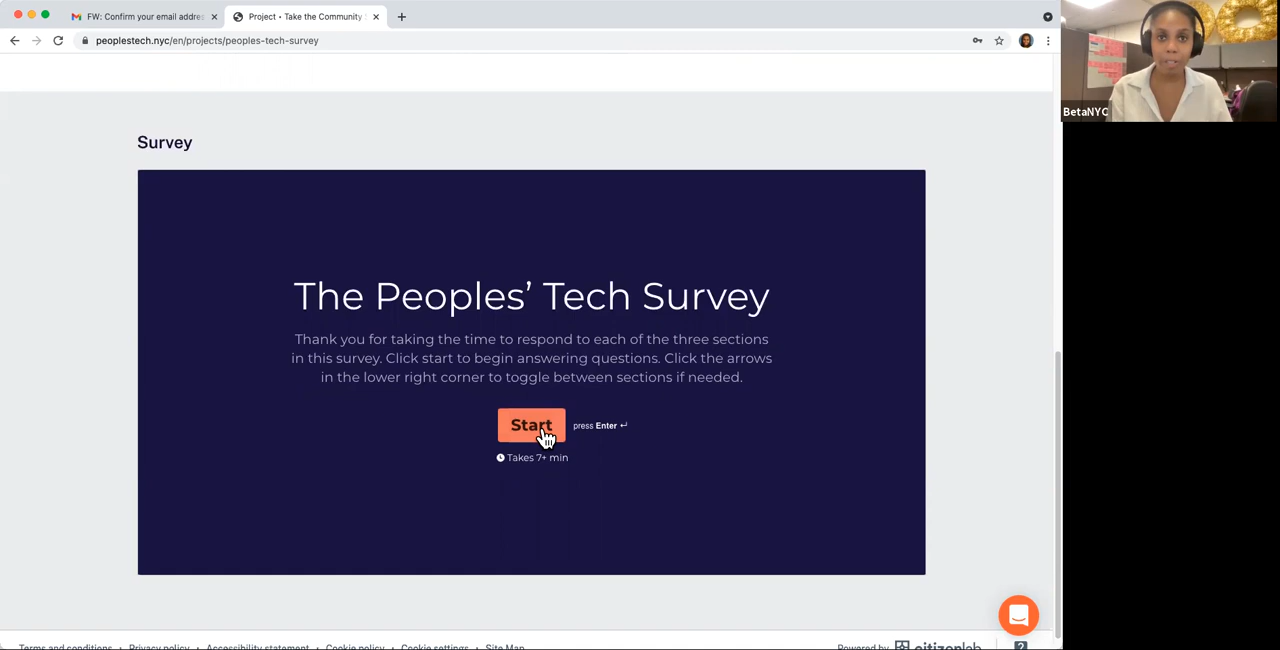 FW: Confirm your email addre
Project • Take the Community
peoplestech.nyc/en/projects/peoples-tech-survey
BetaNYC
Survey
The Peoples’ Tech Survey
Thank you for taking the time to respond to each of the three sections
in this survey. Click start to begin answering questions. Click the arrows
in the lower right corner to toggle between sections if needed.
Start
press Enter ↵
Takes 7+ min
Terms and conditions • Privacy policy • Accessibility statement • Cookie policy • Cookie settings • Site Map
Powered by citizenlab
?